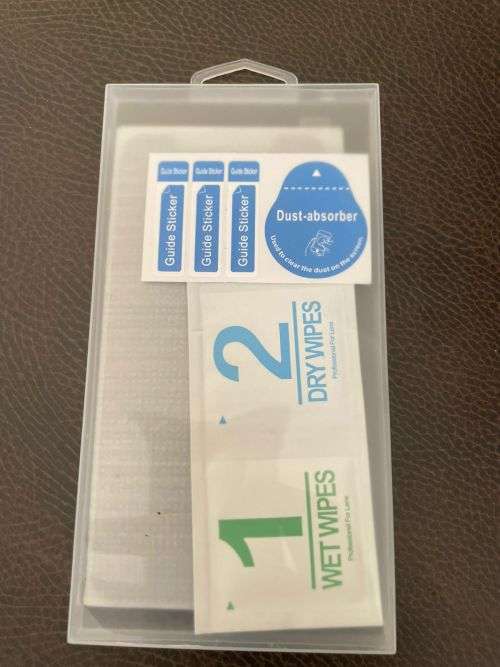 Guide Sticker
Guide Sticker
Guide Sticker
Guide Sticker
Guide Sticker
Guide Sticker
Dust-absorber
Used to clear the dust on the screen
2
DRY WIPES
Professional For Lens
1
WET WIPES
Professional For Lens